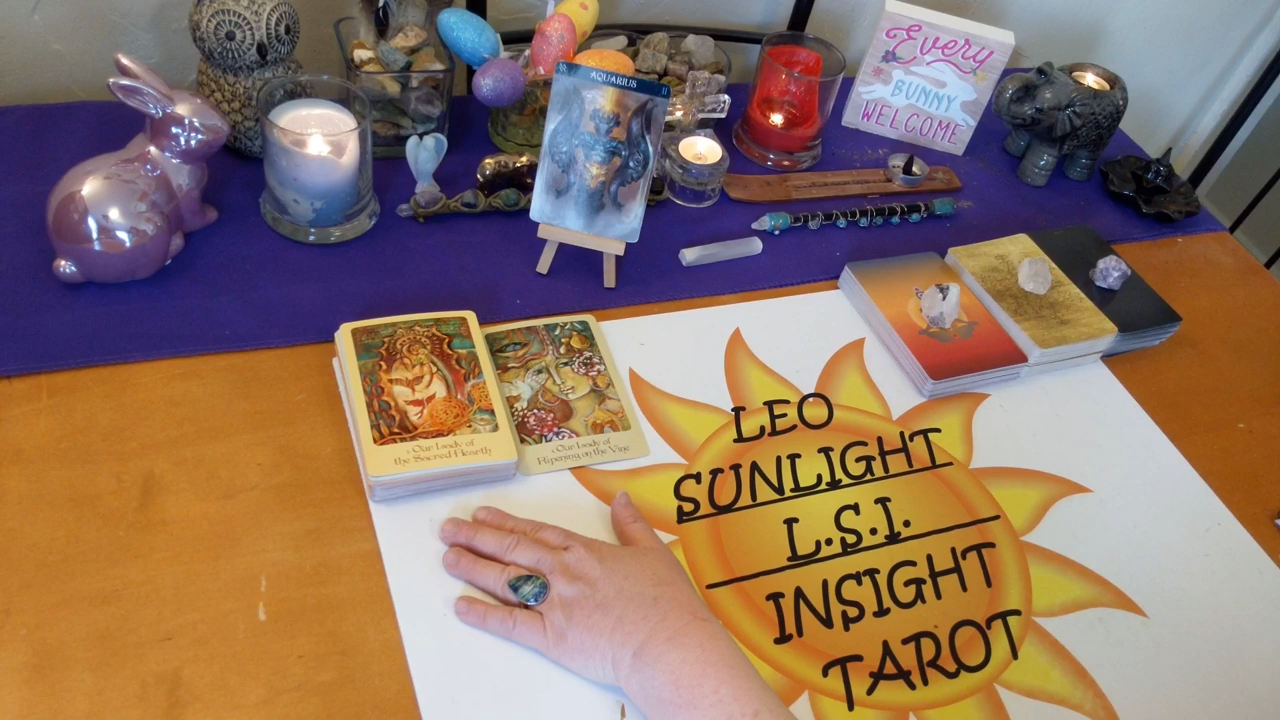 AQUARIUS
II
Every
BUNNY
WELCOME
Our Lady of
the Sacred Hearth
Our Lady of
Ripening on the Vine
LEO
SUNLIGHT
L.S.I.
INSIGHT
TAROT